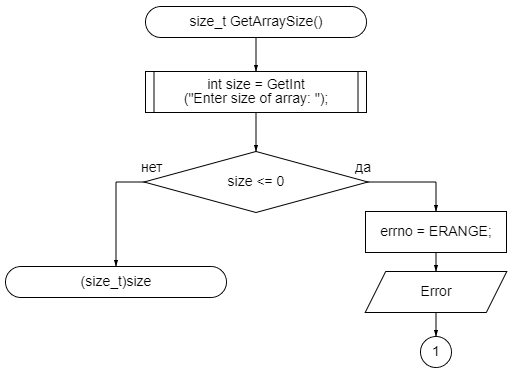 size_t GetArraySize()
int size = GetInt
("Enter size of array: ");
нет
да
size <= 0
errno = ERANGE;
(size_t)size
Error
1